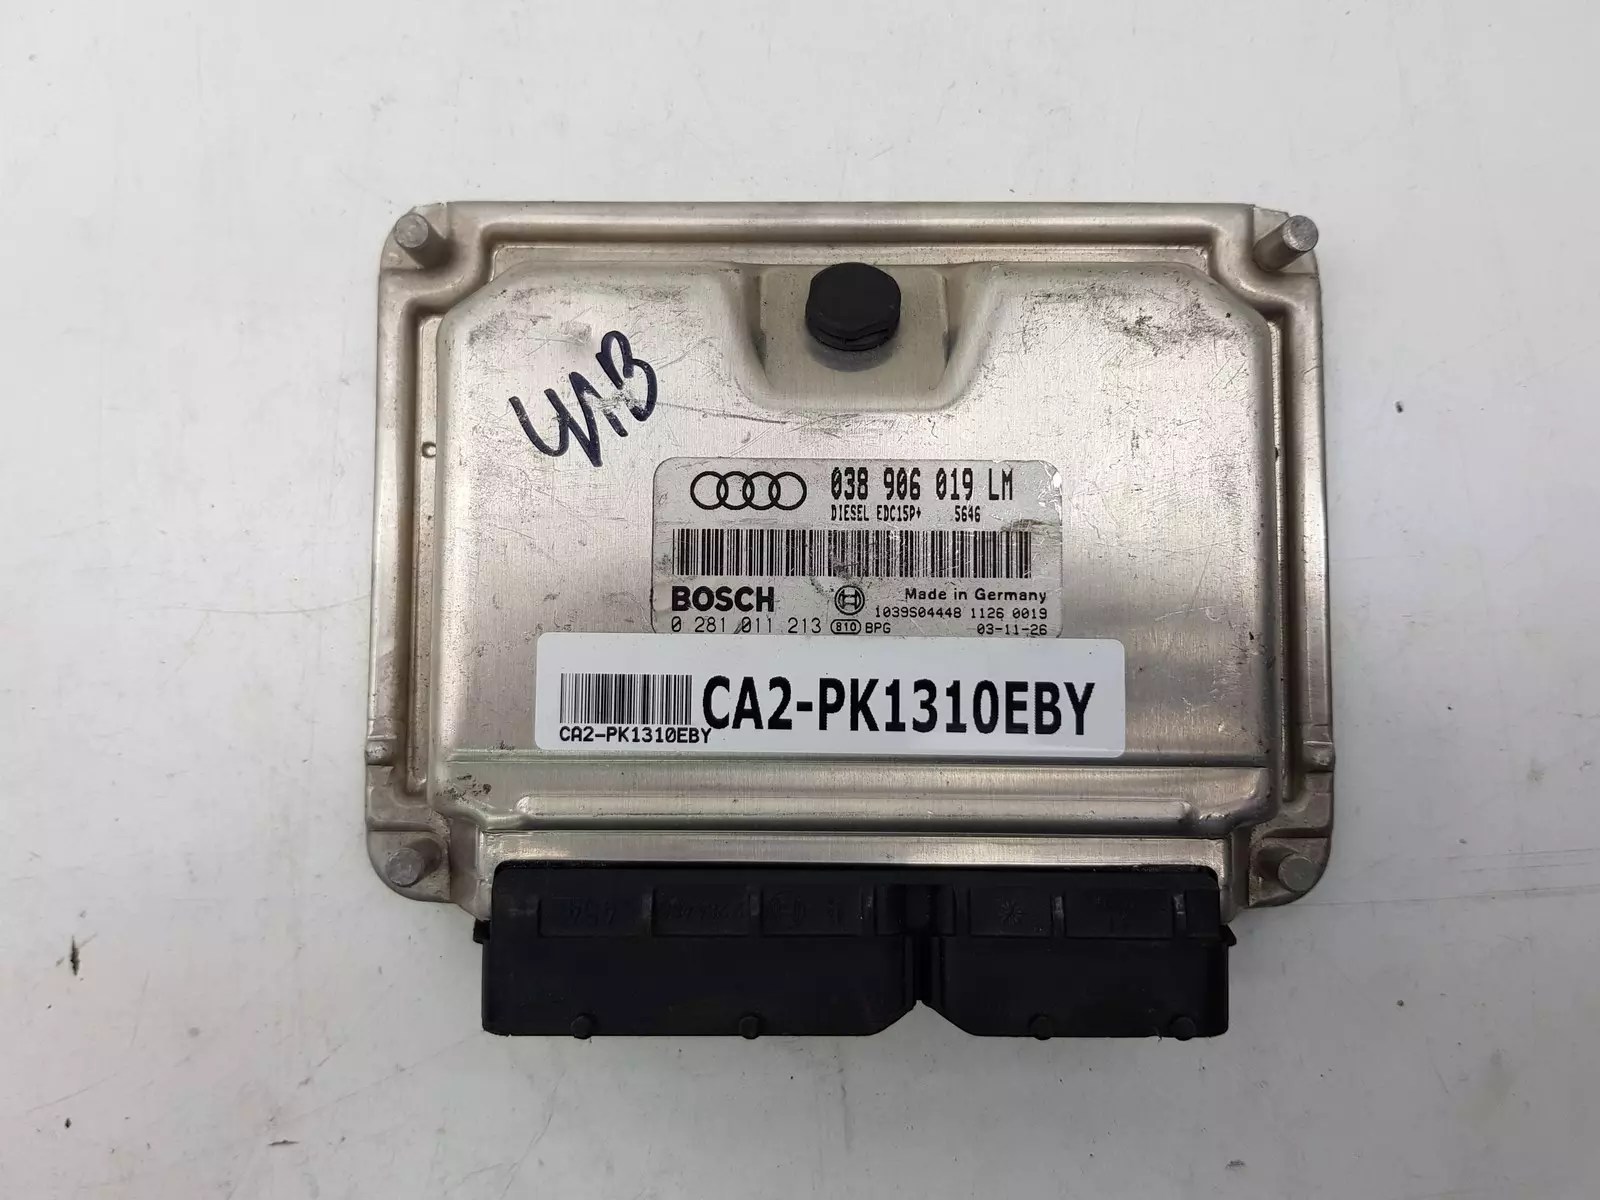 038 906 019 LM
DIESEL EDC15P+ 5646
BOSCH
Made in Germany
1039S04448 1126 0019
0 281 011 213 810 BPG 03-11-26
CA2-PK1310EBY
CA2-PK1310EBY